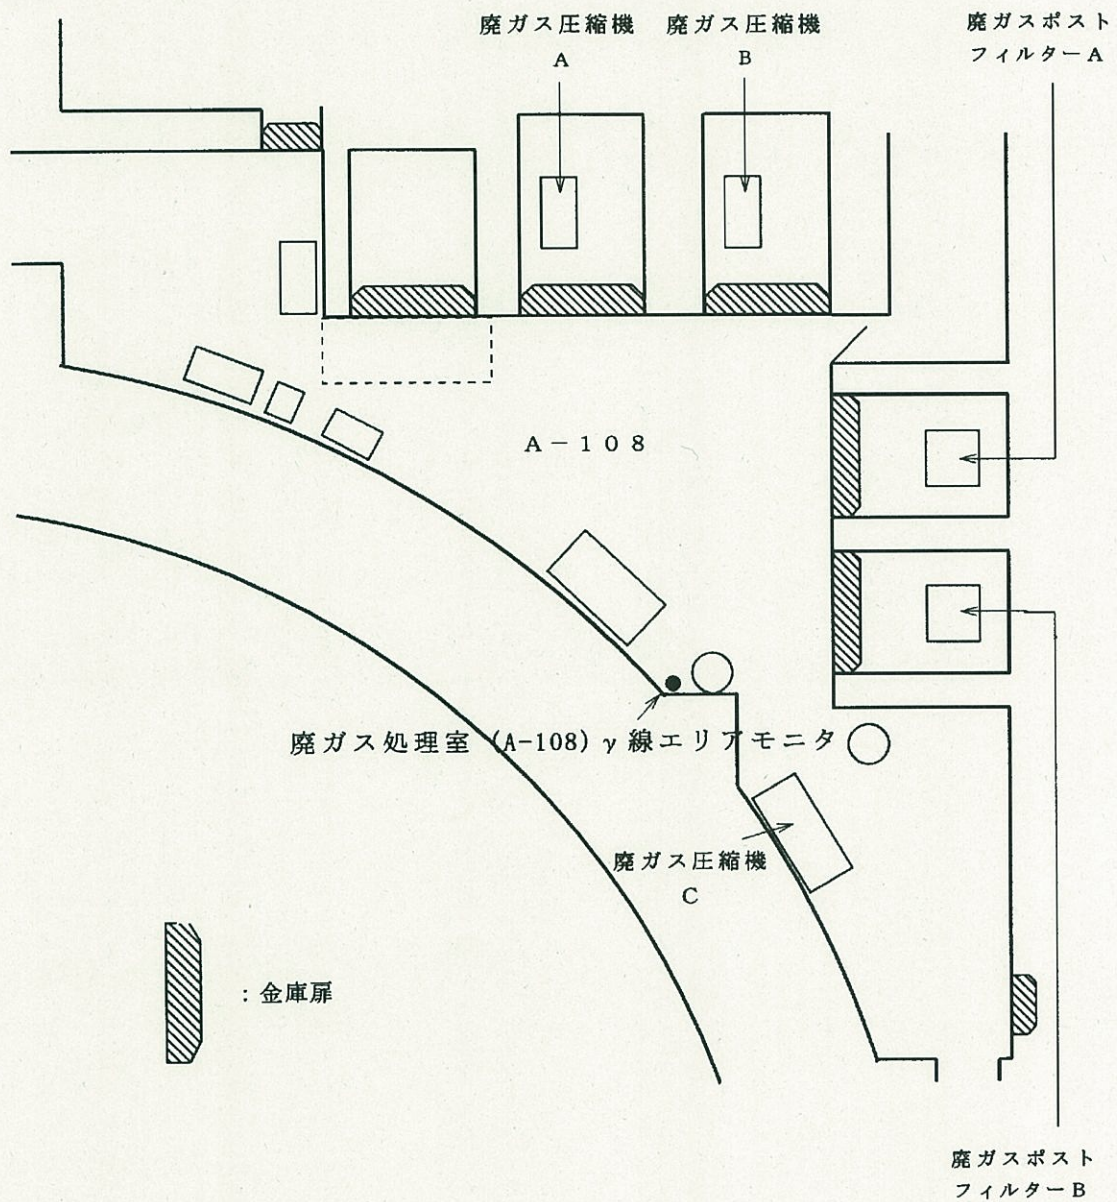 廃ガス圧縮機
A
廃ガス圧縮機
B
廃ガスポスト
フィルターA
A－108
廃ガス処理室 (A-108) γ線エリアモニタ
廃ガス圧縮機
C
：金庫扉
廃ガスポスト
フィルターB